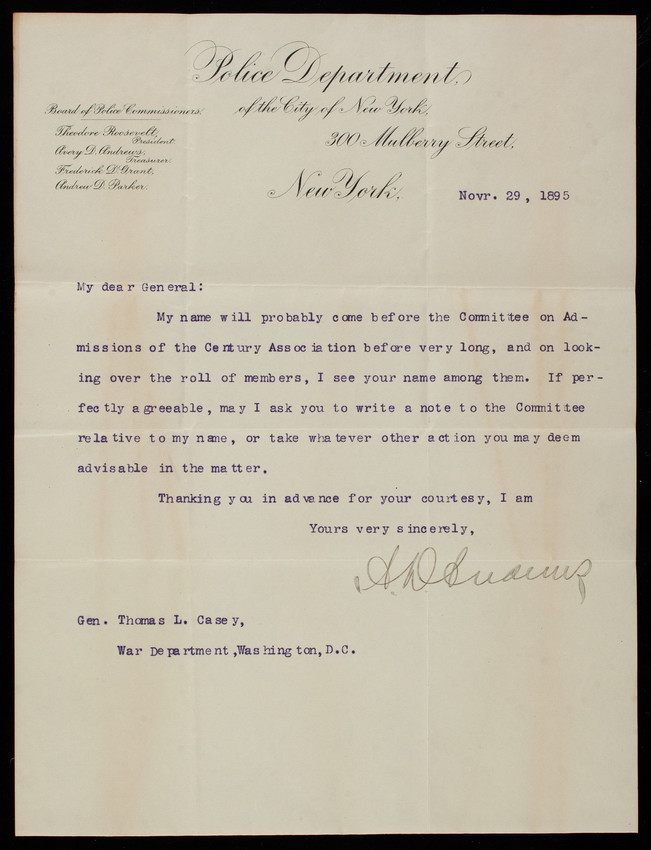 Police Department,
of the City of New York,
300 Mulberry Street,
New York,
Board of Police Commissioners.
Theodore Roosevelt,
President.
Avery D. Andrews,
Treasurer.
Frederick D. Grant,
Andrew D. Parker.
Novr. 29, 1895
My dear General:
My name will probably come before the Committee on Ad-
missions of the Century Association before very long, and on look-
ing over the roll of members, I see your name among them. If per-
fectly agreeable, may I ask you to write a note to the Committee
relative to my name, or take whatever other action you may deem
advisable in the matter.
Thanking you in advance for your courtesy, I am
Yours very sincerely,
A. D. Andrews
Gen. Thomas L. Casey,
War Department,Washington,D.C.